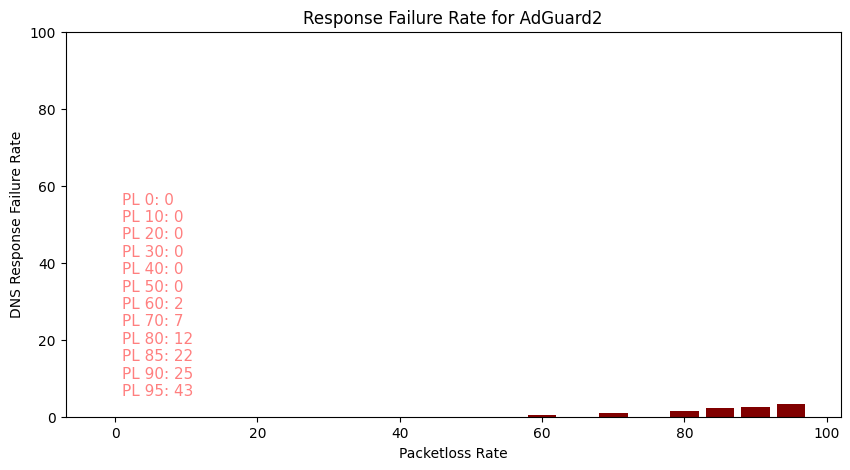 Response Failure Rate for AdGuard2
100
80
60
40
20
0
DNS Response Failure Rate
PL 0: 0
PL 10: 0
PL 20: 0
PL 30: 0
PL 40: 0
PL 50: 0
PL 60: 2
PL 70: 7
PL 80: 12
PL 85: 22
PL 90: 25
PL 95: 43
0 20 40 60 80 100
Packetloss Rate